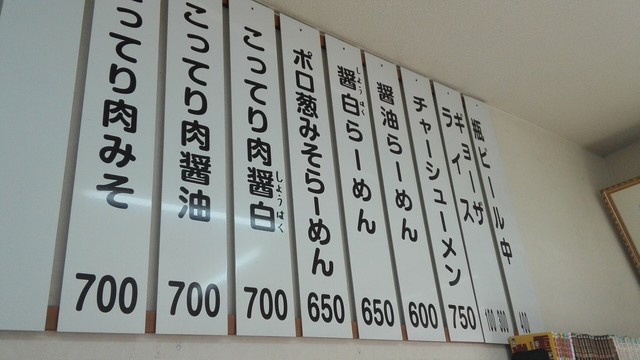 瓶ビール中
ギョーザ
ライス
チャーシューメン
750
醤油らーめん
600
しょうはく
醤白らーめん
650
ポロ葱みそらーめん
650
しょうはく
こってり肉醤白
700
こってり肉醤油
700
ってり肉みそ
700